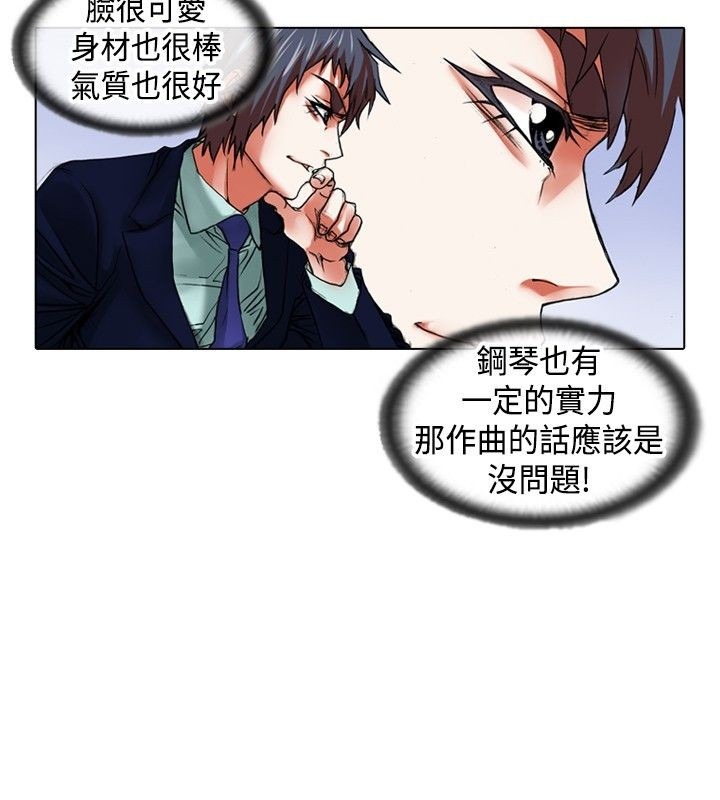 臉很可愛
身材也很棒
氣質也很好
鋼琴也有
一定的實力
那作曲的話應該是
沒問題!